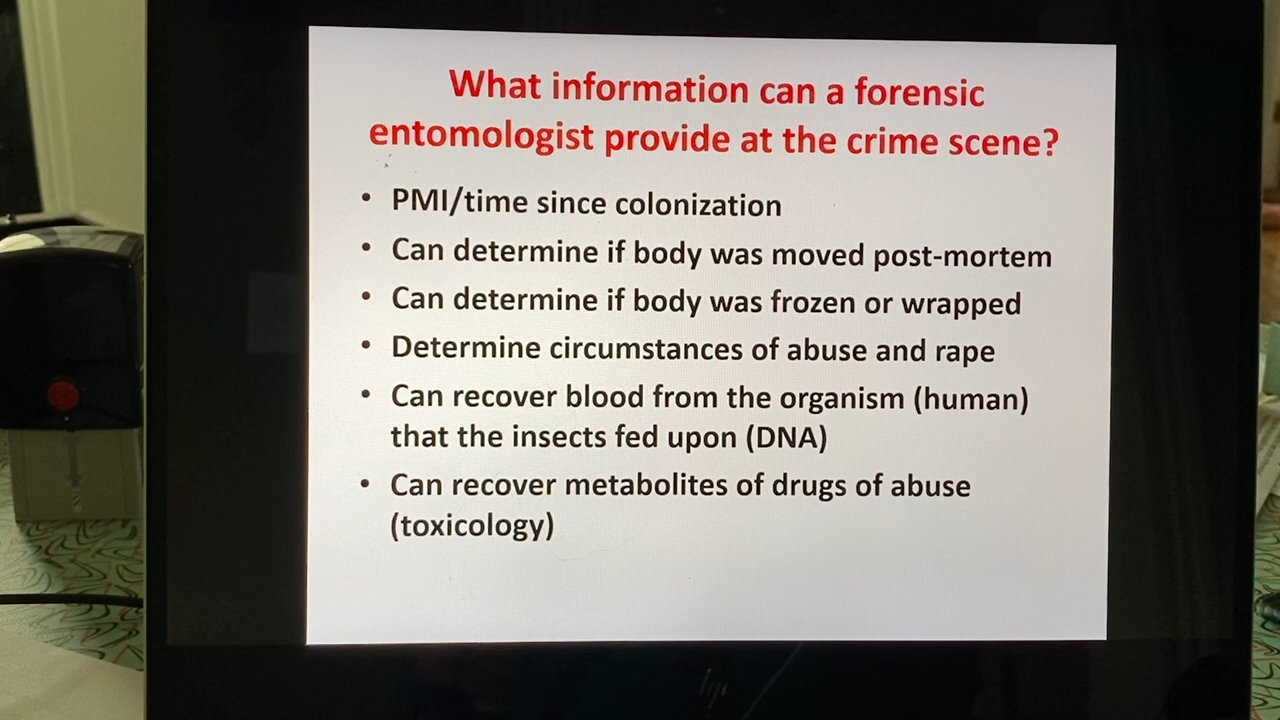 What information can a forensic
entomologist provide at the crime scene?
• PMI/time since colonization
• Can determine if body was moved post-mortem
• Can determine if body was frozen or wrapped
• Determine circumstances of abuse and rape
• Can recover blood from the organism (human)
that the insects fed upon (DNA)
• Can recover metabolites of drugs of abuse
(toxicology)
hp